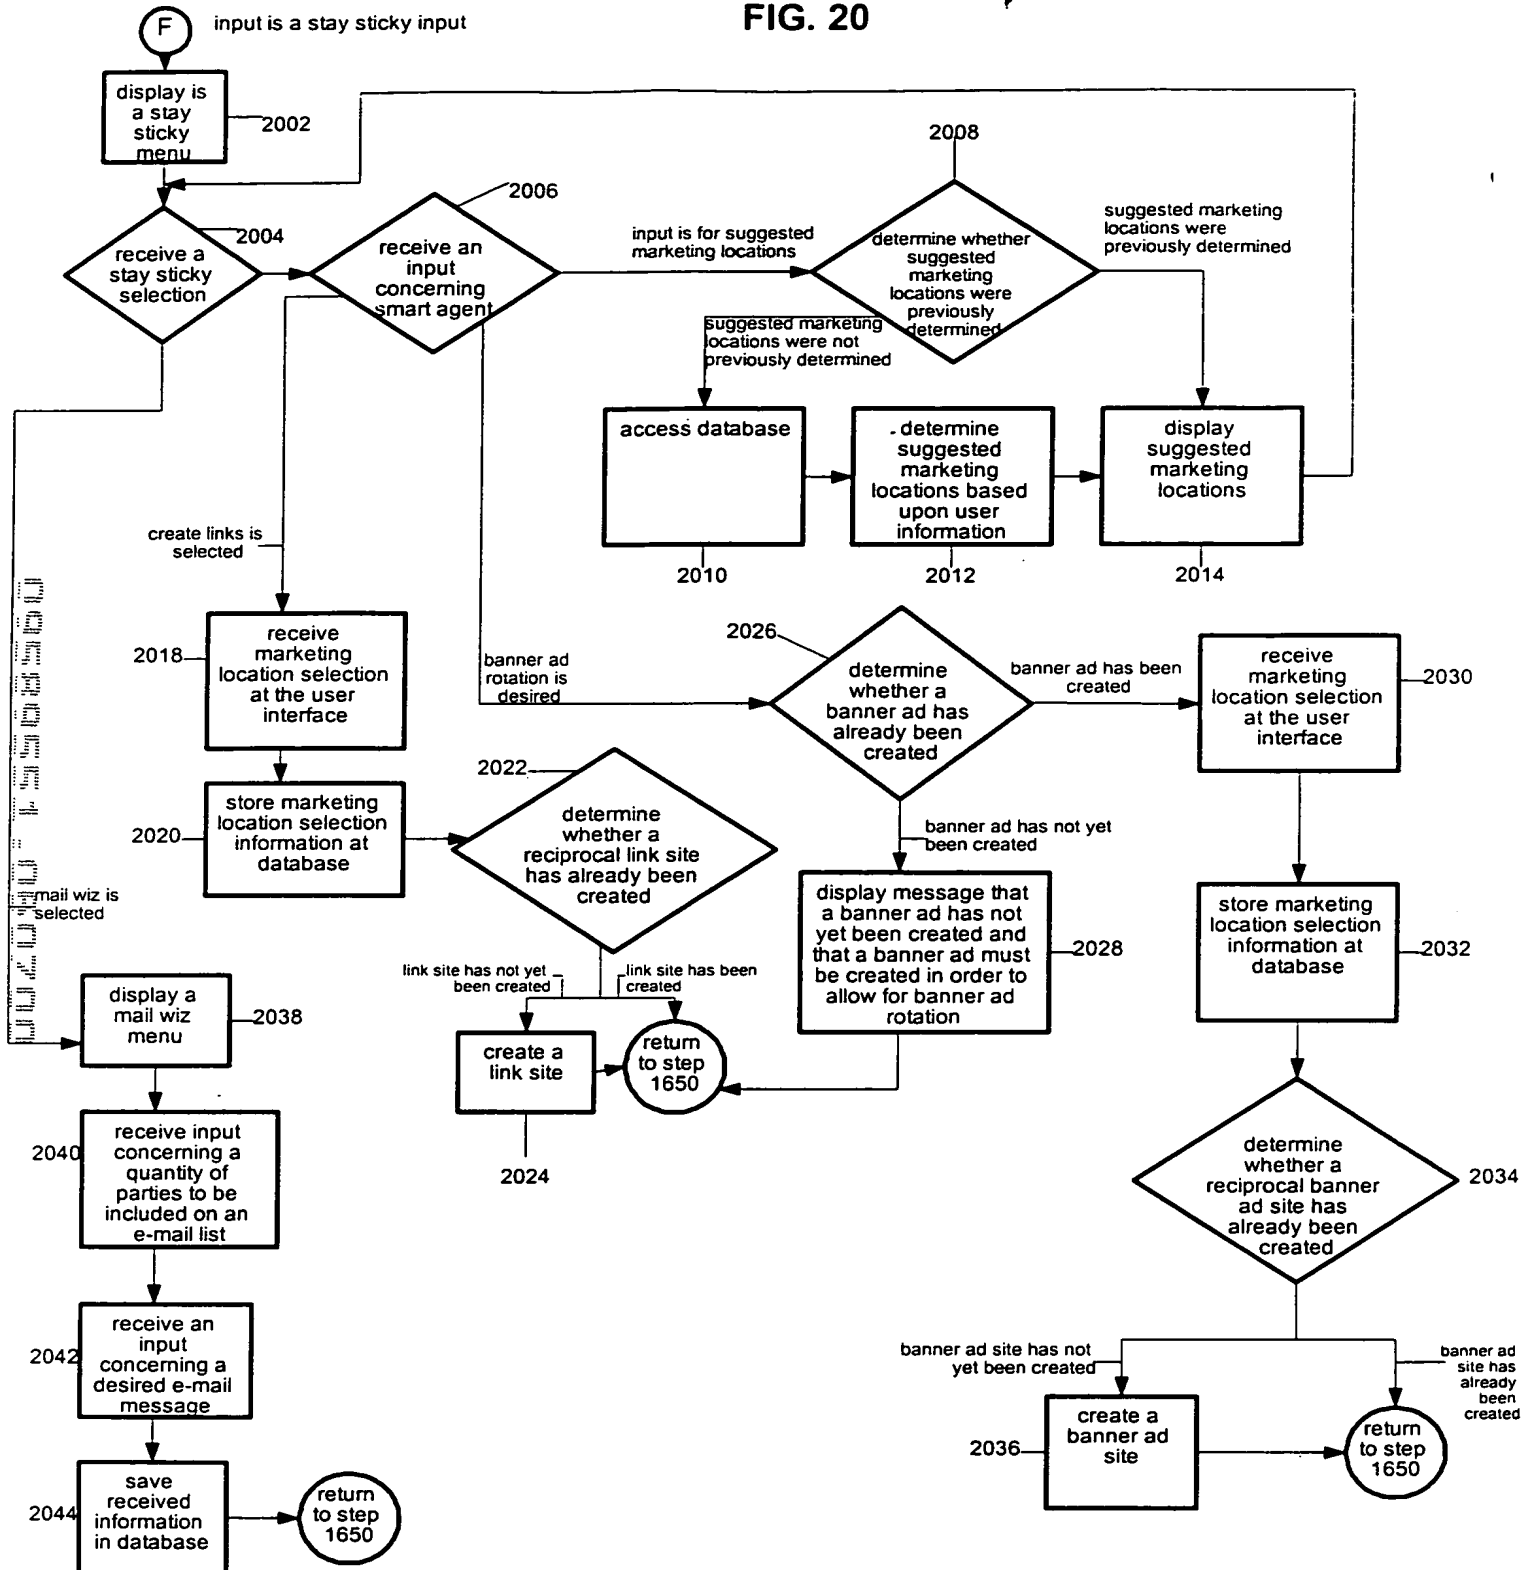 FIG. 20
F
input is a stay sticky input
display is
a stay
sticky
menu
2002
receive a
stay sticky
selection
2004
receive an
input
concerning
smart agent
2006
input is for suggested
marketing locations
2008
determine whether
suggested
marketing
locations were
previously
determined
suggested marketing
locations were
previously determined
suggested marketing
locations were not
previously determined
access database
determine
suggested
marketing
locations based
upon user
information
display
suggested
marketing
locations
2010
2012
2014
create links is
selected
2018
receive
marketing
location selection
at the user
interface
banner ad
rotation is
desired
2026
determine
whether a
banner ad has
already been
created
banner ad has been
created
receive
marketing
location selection
at the user
interface
2030
2020
store marketing
location selection
information at
database
2022
determine
whether a
reciprocal link site
has already been
created
banner ad has not yet
been created
display message that
a banner ad has not
yet been created and
that a banner ad must
be created in order to
allow for banner ad
rotation
2028
store marketing
location selection
information at
database
2032
mail wiz is
selected
link site has not yet
been created
link site has been
created
create a
link site
return
to step
1650
2024
display a
mail wiz
menu
2038
2040
receive input
concerning a
quantity of
parties to be
included on an
e-mail list
determine
whether a
reciprocal banner
ad site has
already been
created
2034
2042
receive an
input
concerning a
desired e-mail
message
banner ad site has not
yet been created
banner ad
site has
already
been
created
2036
create a
banner ad
site
return
to step
1650
2044
save
received
information
in database
return
to step
1650